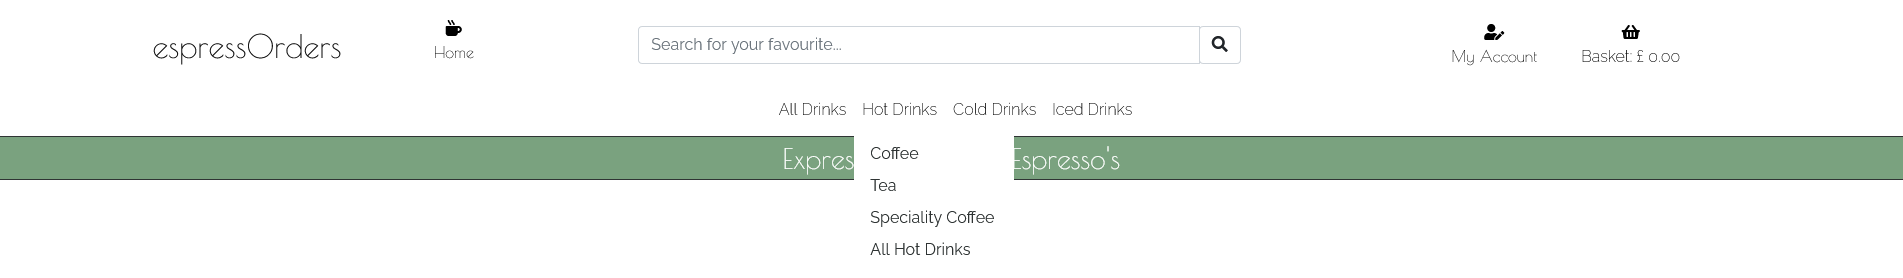 espressOrders
Home
Search for your favourite...
My Account
Basket: £ 0.00
All Drinks Hot Drinks Cold Drinks Iced Drinks
Espresso's
Coffee
Tea
Speciality Coffee
All Hot Drinks